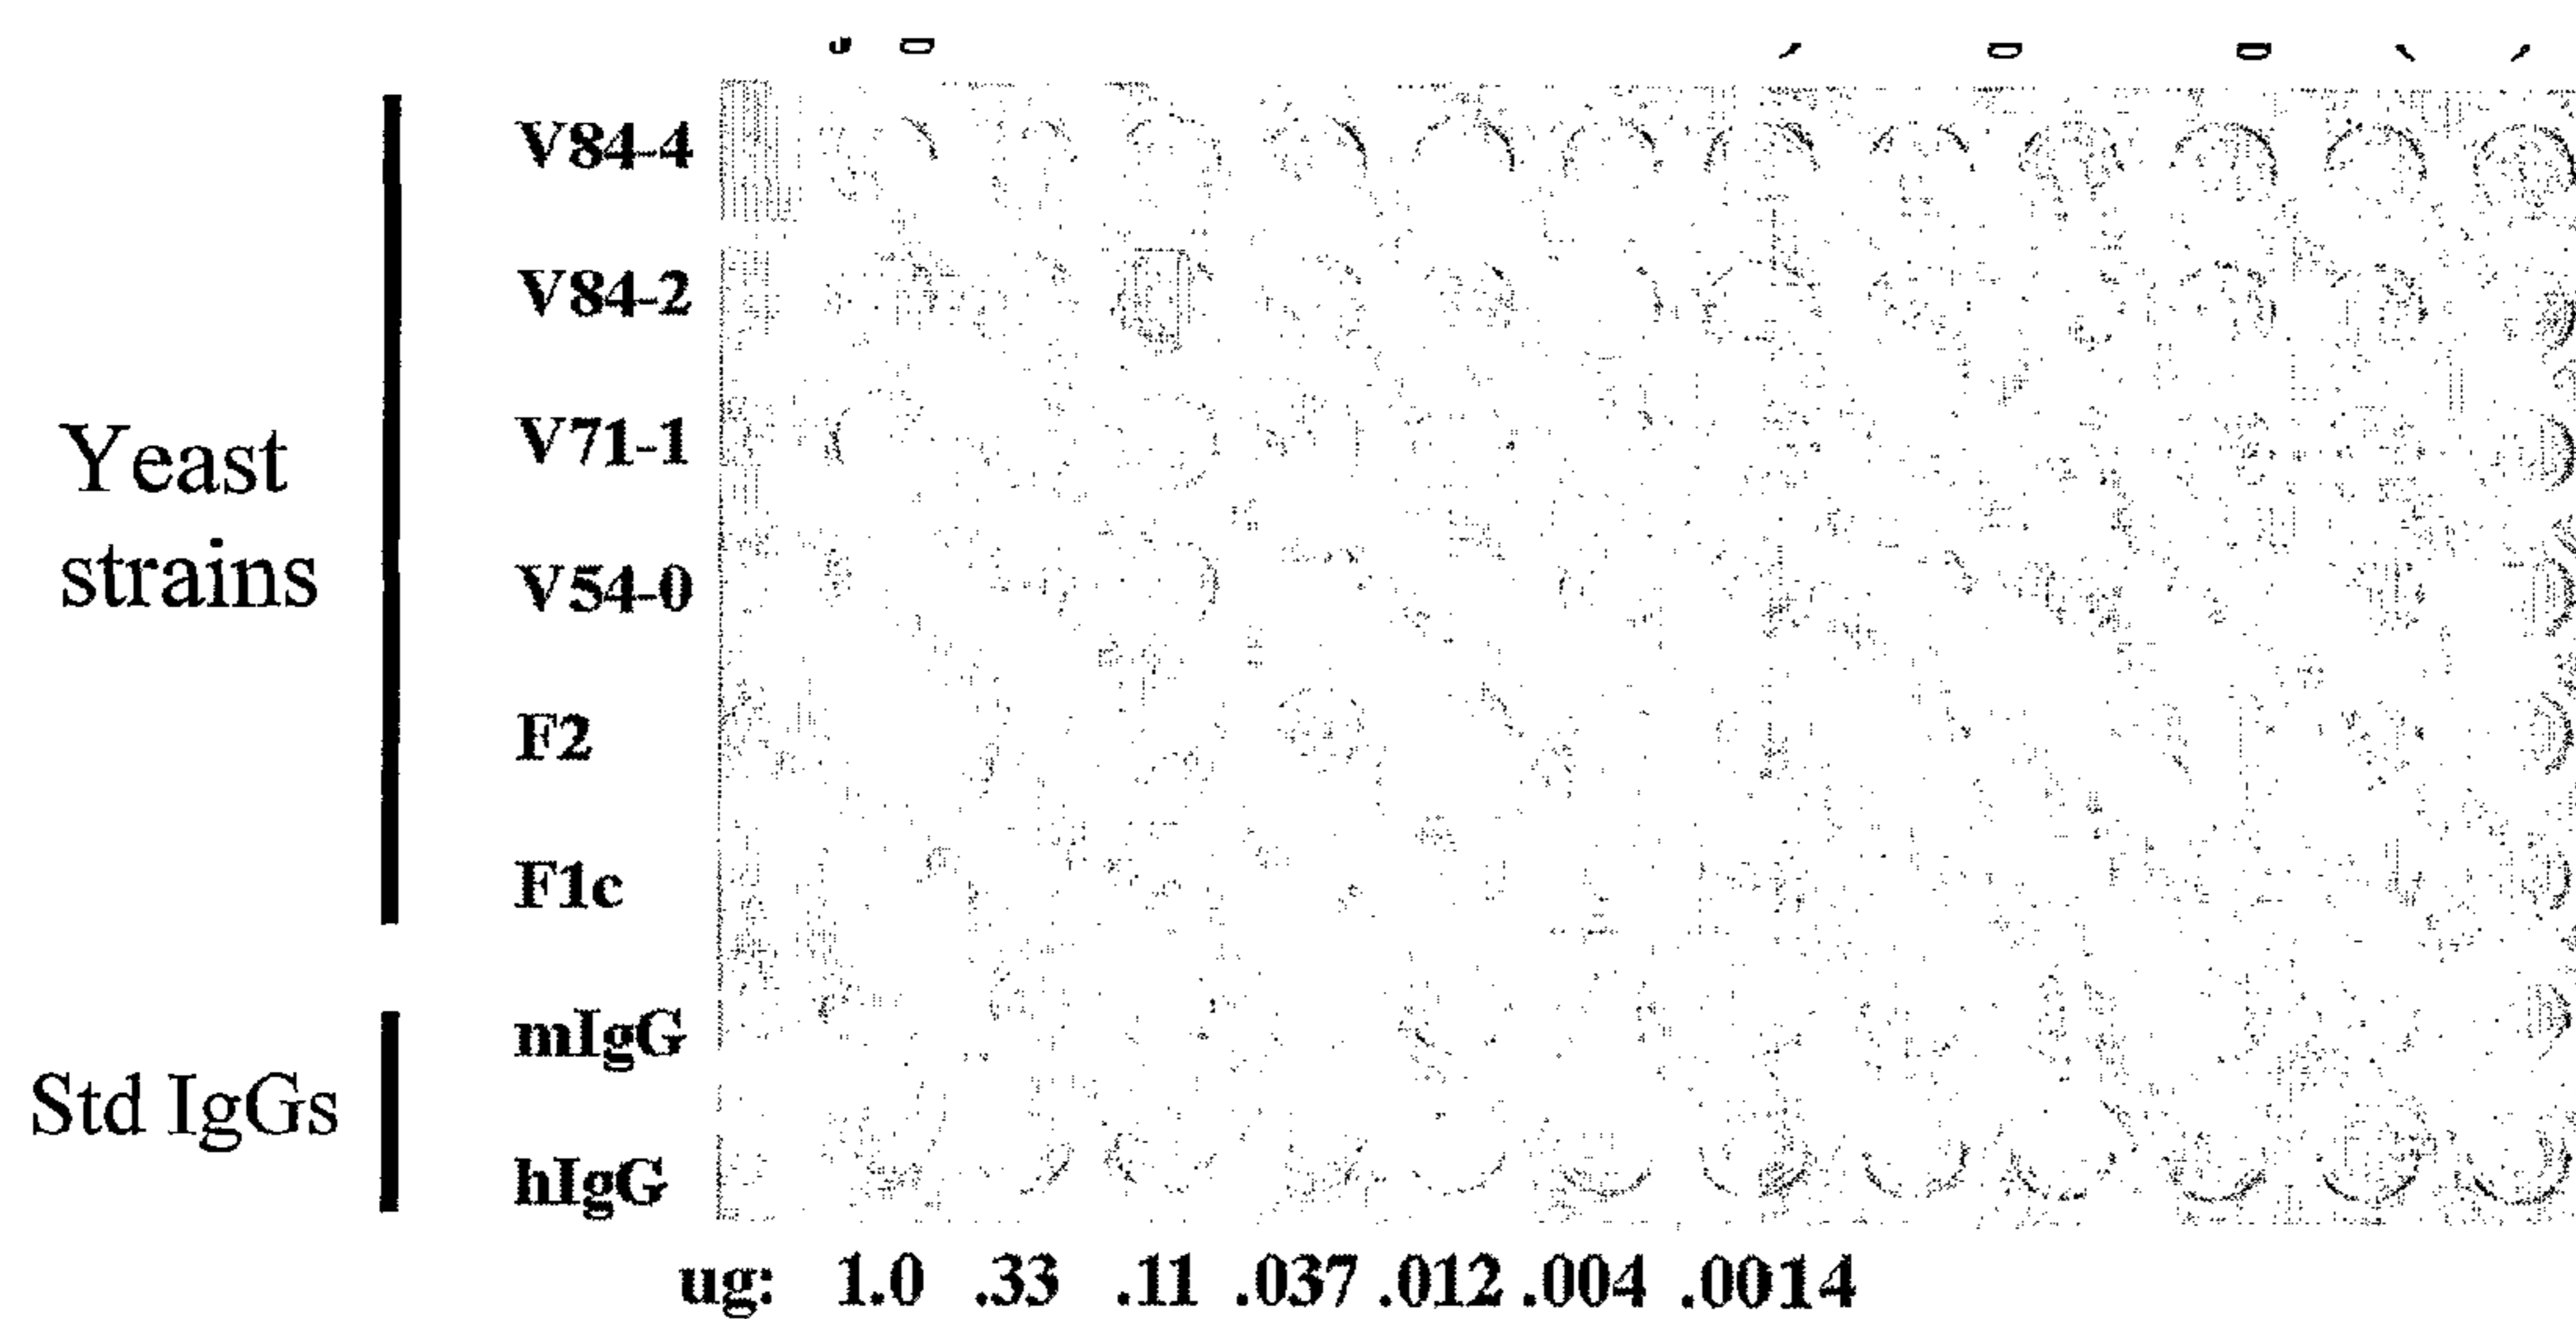 V84-4
V84-2
V71-1
V54-0
F2
F1c
mIgG
hIgG
Yeast
strains
Std IgGs
ug: 1.0 .33 .11 .037 .012 .004 .0014